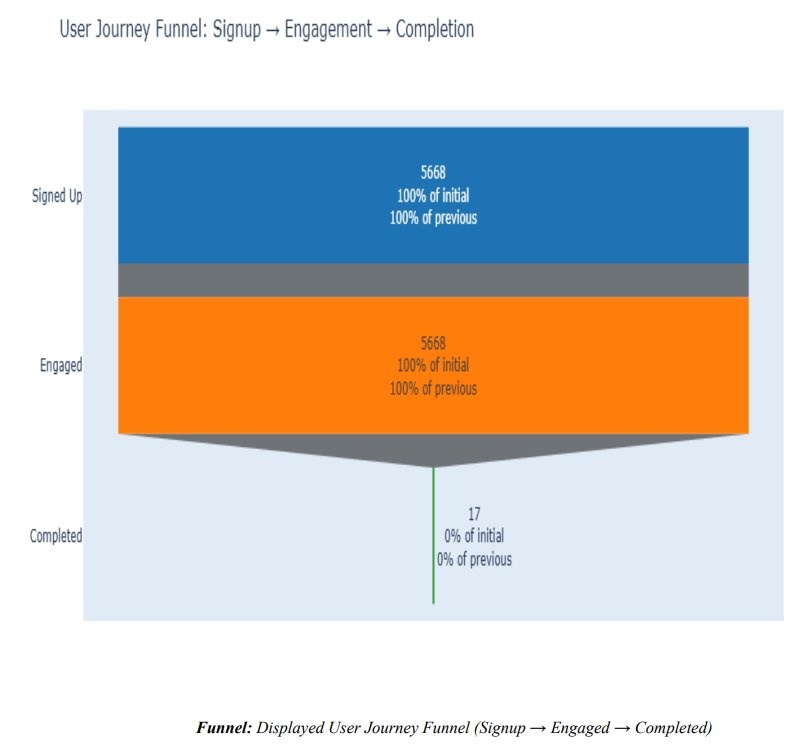 User Journey Funnel: Signup → Engagement → Completion
Signed Up
5668
100% of initial
100% of previous
Engaged
5668
100% of initial
100% of previous
Completed
17
0% of initial
0% of previous
Funnel: Displayed User Journey Funnel (Signup → Engaged → Completed)